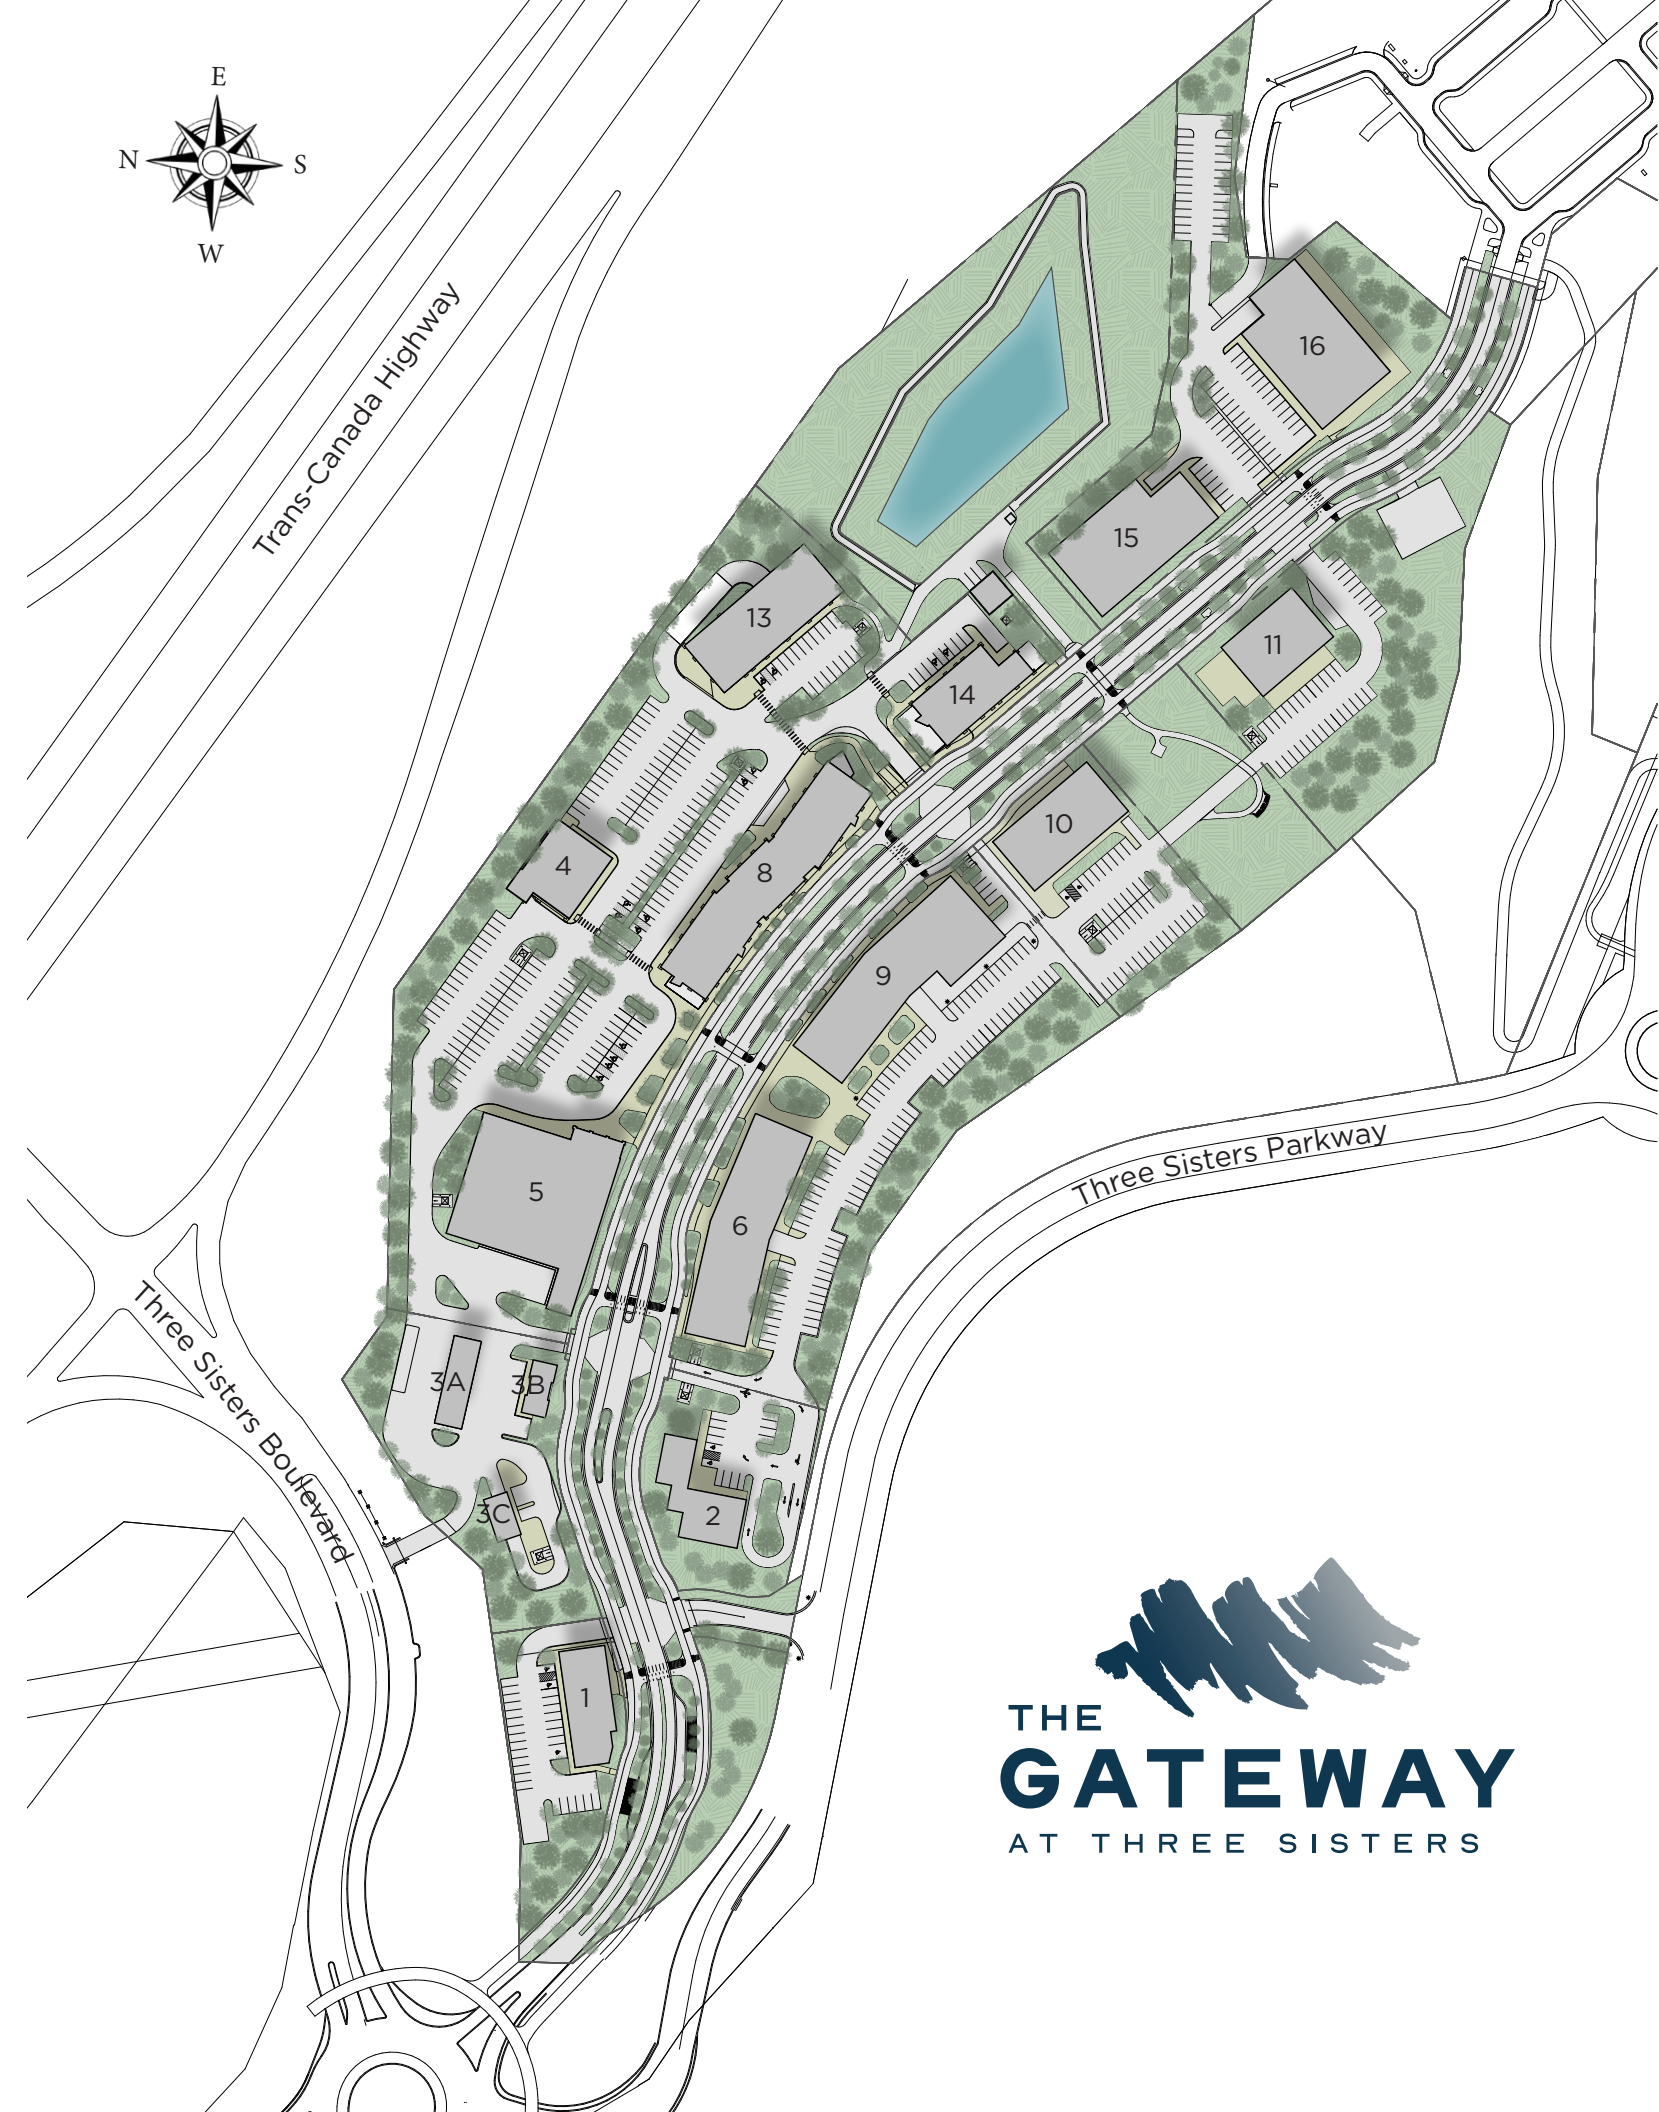 E
N
S
W
Trans-Canada Highway
16
15
13
11
14
10
4
8
9
5
6
Three Sisters Parkway
Three Sisters Boulevard
3A
3B
3C
2
1
THE
GATEWAY
AT THREE SISTERS